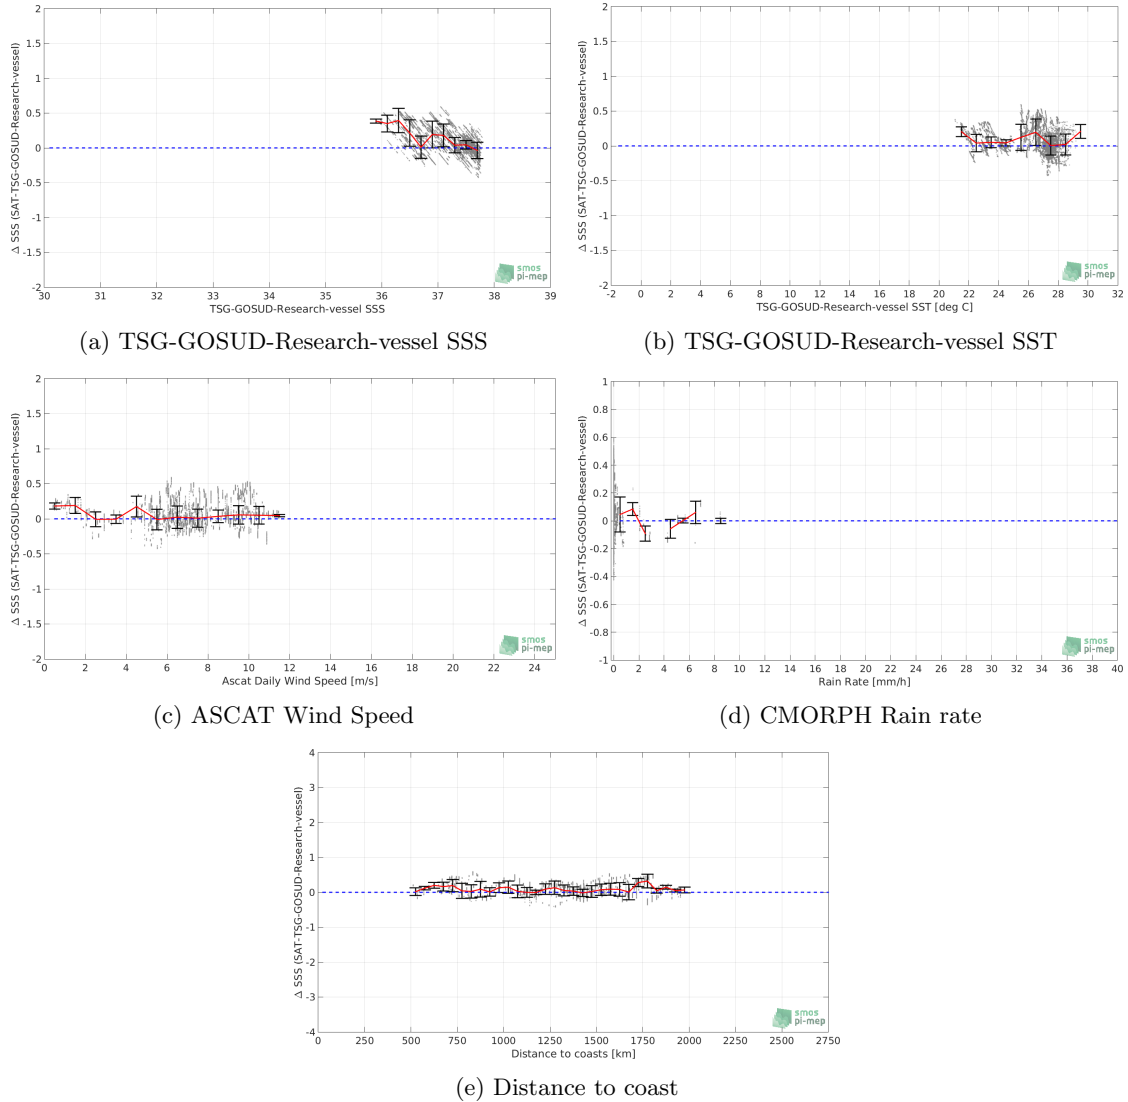 2
1.5
1
0.5
0
-0.5
-1
-1.5
-2
Δ SSS (SAT-TSG-GOSUD-Research-vessel)
30 31 32 33 34 35 36 37 38 39
TSG-GOSUD-Research-vessel SSS
smos
pi-mep
(a) TSG-GOSUD-Research-vessel SSS
2
1.5
1
0.5
0
-0.5
-1
-1.5
-2
Δ SSS (SAT-TSG-GOSUD-Research-vessel)
-2 0 2 4 6 8 10 12 14 16 18 20 22 24 26 28 30 32
TSG-GOSUD-Research-vessel SST [deg C]
smos
pi-mep
(b) TSG-GOSUD-Research-vessel SST
2
1.5
1
0.5
0
-0.5
-1
-1.5
-2
Δ SSS (SAT-TSG-GOSUD-Research-vessel)
0 2 4 6 8 10 12 14 16 18 20 22 24
Ascat Daily Wind Speed [m/s]
smos
pi-mep
(c) ASCAT Wind Speed
1
0.8
0.6
0.4
0.2
0
-0.2
-0.4
-0.6
-0.8
-1
Δ SSS (SAT-TSG-GOSUD-Research-vessel)
0 2 4 6 8 10 12 14 16 18 20 22 24 26 28 30 32 34 36 38 40
Rain Rate [mm/h]
smos
pi-mep
(d) CMORPH Rain rate
4
3
2
1
0
-1
-2
-3
-4
Δ SSS (SAT-TSG-GOSUD-Research-vessel)
0 250 500 750 1000 1250 1500 1750 2000 2250 2500 2750
Distance to coasts [km]
smos
pi-mep
(e) Distance to coast